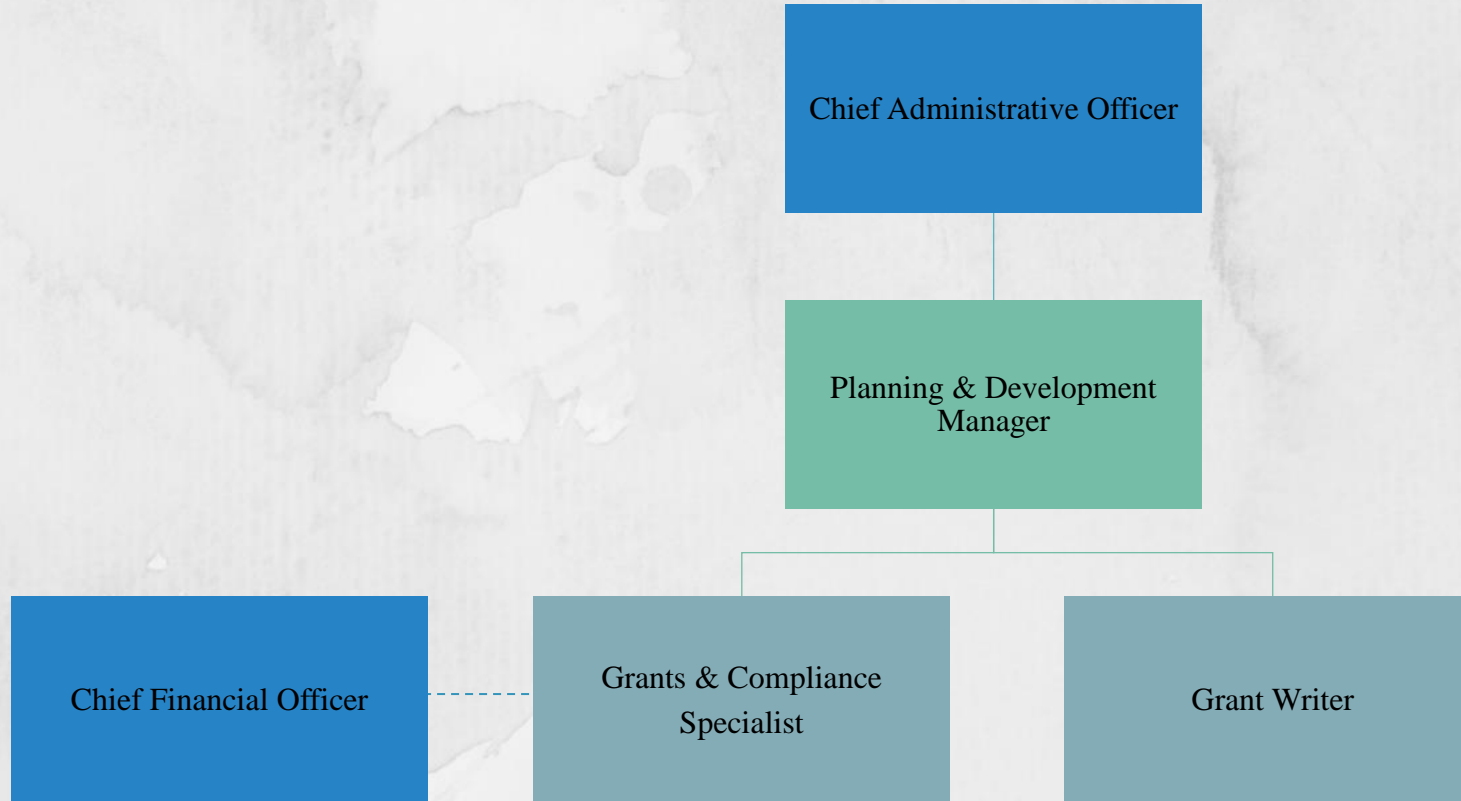 Chief Administrative Officer
Planning & Development
Manager
Chief Financial Officer
Grants & Compliance
Specialist
Grant Writer